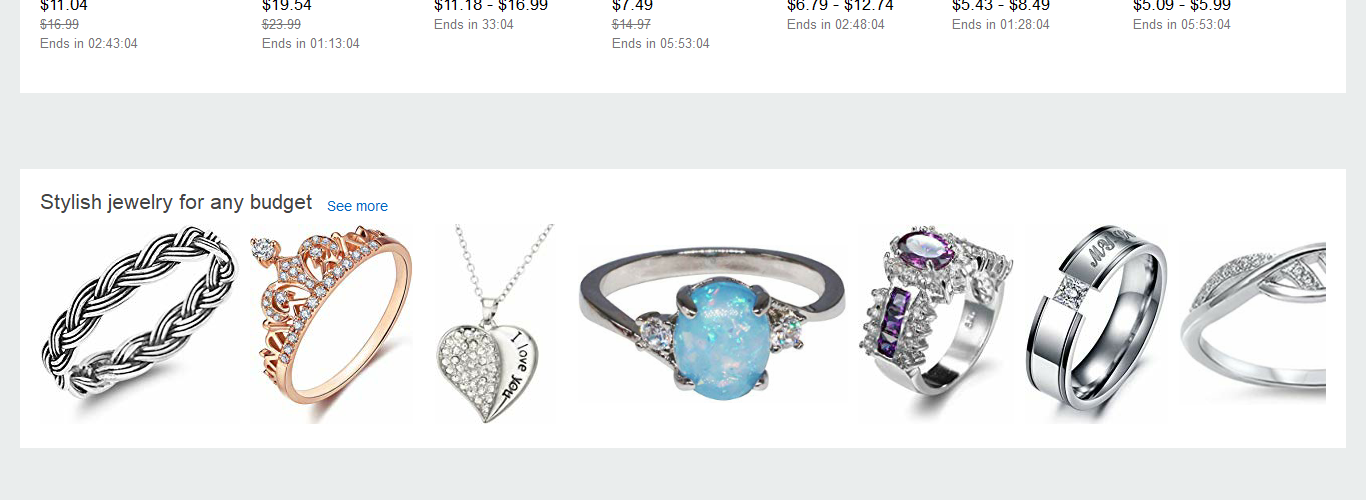 $11.04
$16.99
Ends in 02:43:04
$19.54
$23.99
Ends in 01:13:04
$11.18 - $16.99
Ends in 33:04
$7.49
$14.97
Ends in 05:53:04
$6.79 - $12.74
Ends in 02:48:04
$5.43 - $8.49
Ends in 01:28:04
$5.09 - $5.99
Ends in 05:53:04
Stylish jewelry for any budget See more
I love you